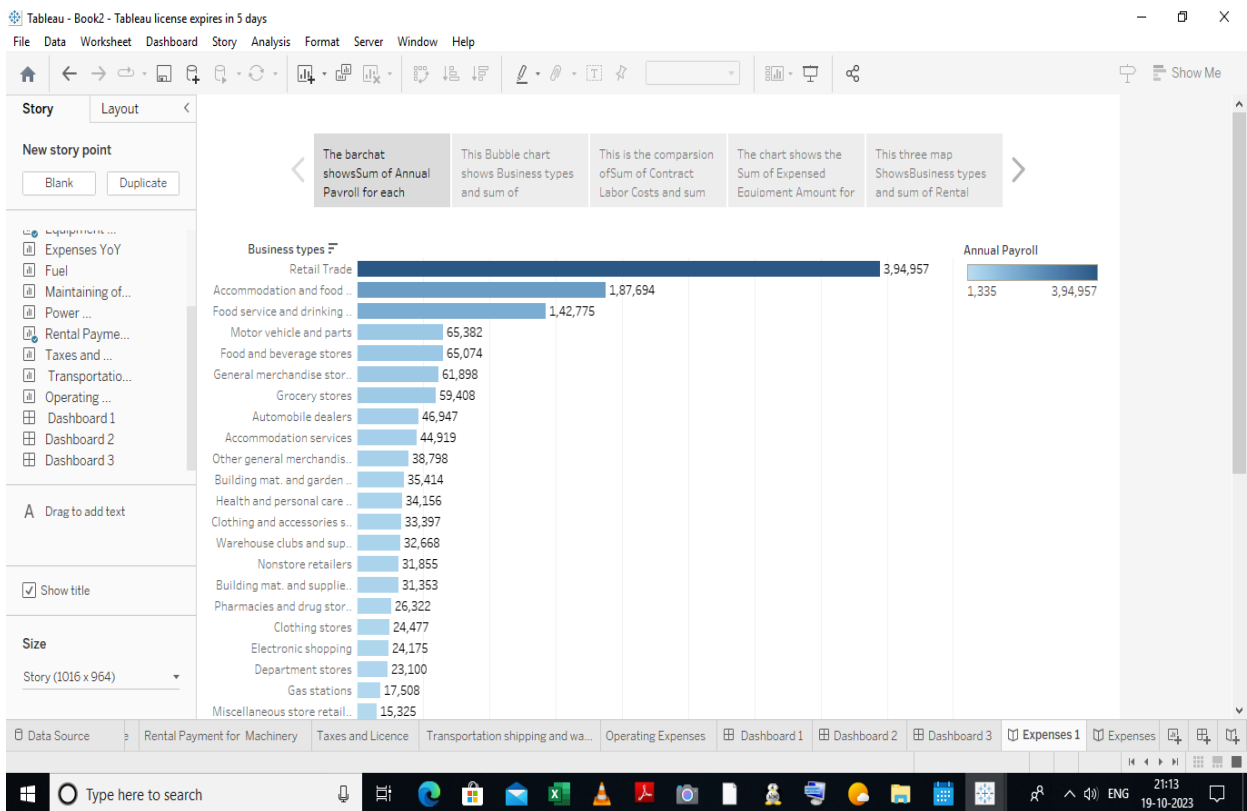 Tableau - Book2 - Tableau license expires in 5 days
File Data Worksheet Dashboard Story Analysis Format Server Window Help
T
Show Me
Story Layout
New story point
Blank Duplicate
Equipment ...
Expenses YoY
Fuel
Maintaining of...
Power ...
Rental Payme...
Taxes and ...
Transportatio...
Operating ...
Dashboard 1
Dashboard 2
Dashboard 3
A Drag to add text
Show title
Size
Story (1016 x 964)
The barchat
showsSum of Annual
Payroll for each
This Bubble chart
shows Business types
and sum of
This is the comparsion
ofSum of Contract
Labor Costs and sum
The chart shows the
Sum of Expensed
Equipment Amount for
This three map
ShowsBusiness types
and sum of Rental
Business types
Retail Trade 3,94,957
Accommodation and food .. 1,87,694
Food service and drinking .. 1,42,775
Motor vehicle and parts 65,382
Food and beverage stores 65,074
General merchandise stor.. 61,898
Grocery stores 59,408
Automobile dealers 46,947
Accommodation services 44,919
Other general merchandis.. 38,798
Building mat. and garden .. 35,414
Health and personal care .. 34,156
Clothing and accessories s.. 33,397
Warehouse clubs and sup.. 32,668
Nonstore retailers 31,855
Building mat. and supplie.. 31,353
Pharmacies and drug stor.. 26,322
Clothing stores 24,477
Electronic shopping 24,175
Department stores 23,100
Gas stations 17,508
Miscellaneous store retail.. 15,325
Annual Payroll
1,335 3,94,957
Data Source Rental Payment for Machinery Taxes and Licence Transportation shipping and wa... Operating Expenses Dashboard 1 Dashboard 2 Dashboard 3 Expenses 1 Expenses
Type here to search
ENG
21:13
19-10-2023